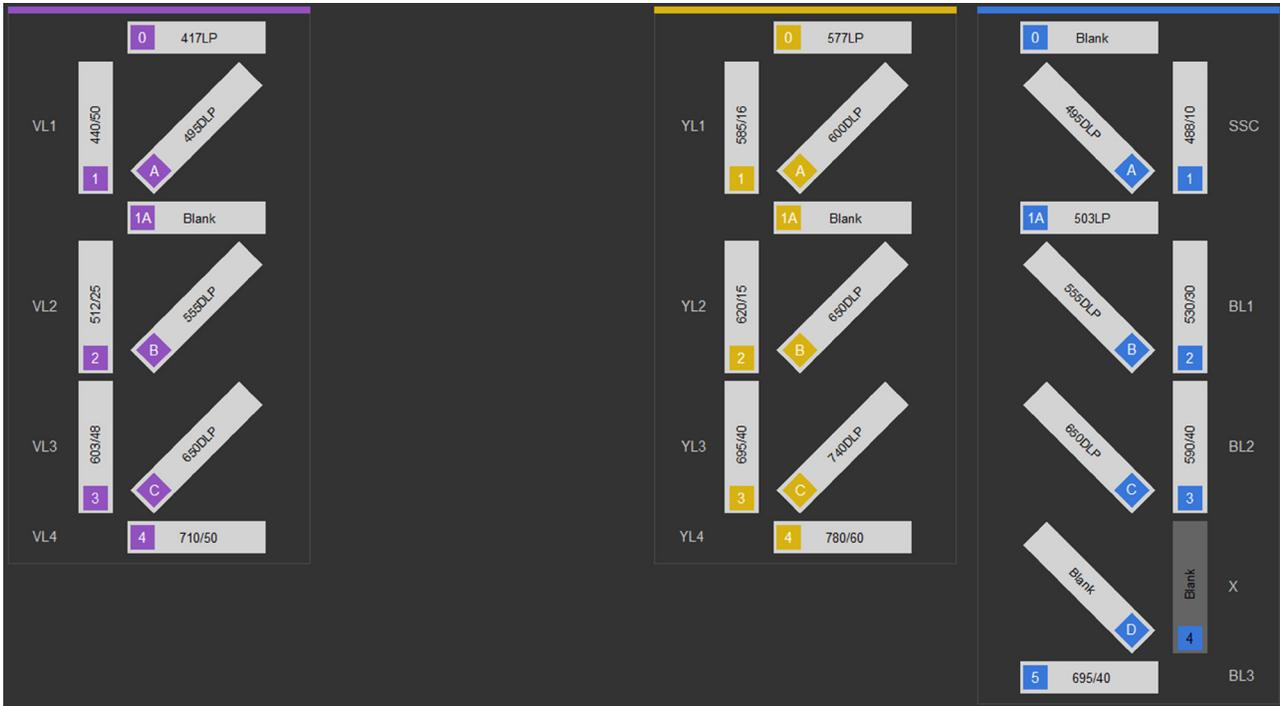 0 417LP
VL1
440/50
1
495DLP
A
1A Blank
VL2
512/25
2
555DLP
B
VL3
603/48
3
650DLP
C
VL4
4 710/50
0 577LP
YL1
585/16
1
600DLP
A
1A Blank
YL2
620/15
2
650DLP
B
YL3
695/40
3
740DLP
C
YL4
4 780/60
0 Blank
495DLP
A
488/10
1
SSC
1A 503LP
555DLP
B
530/30
2
BL1
650DLP
C
590/40
3
BL2
Blank
D
Blank
4
X
5 695/40
BL3